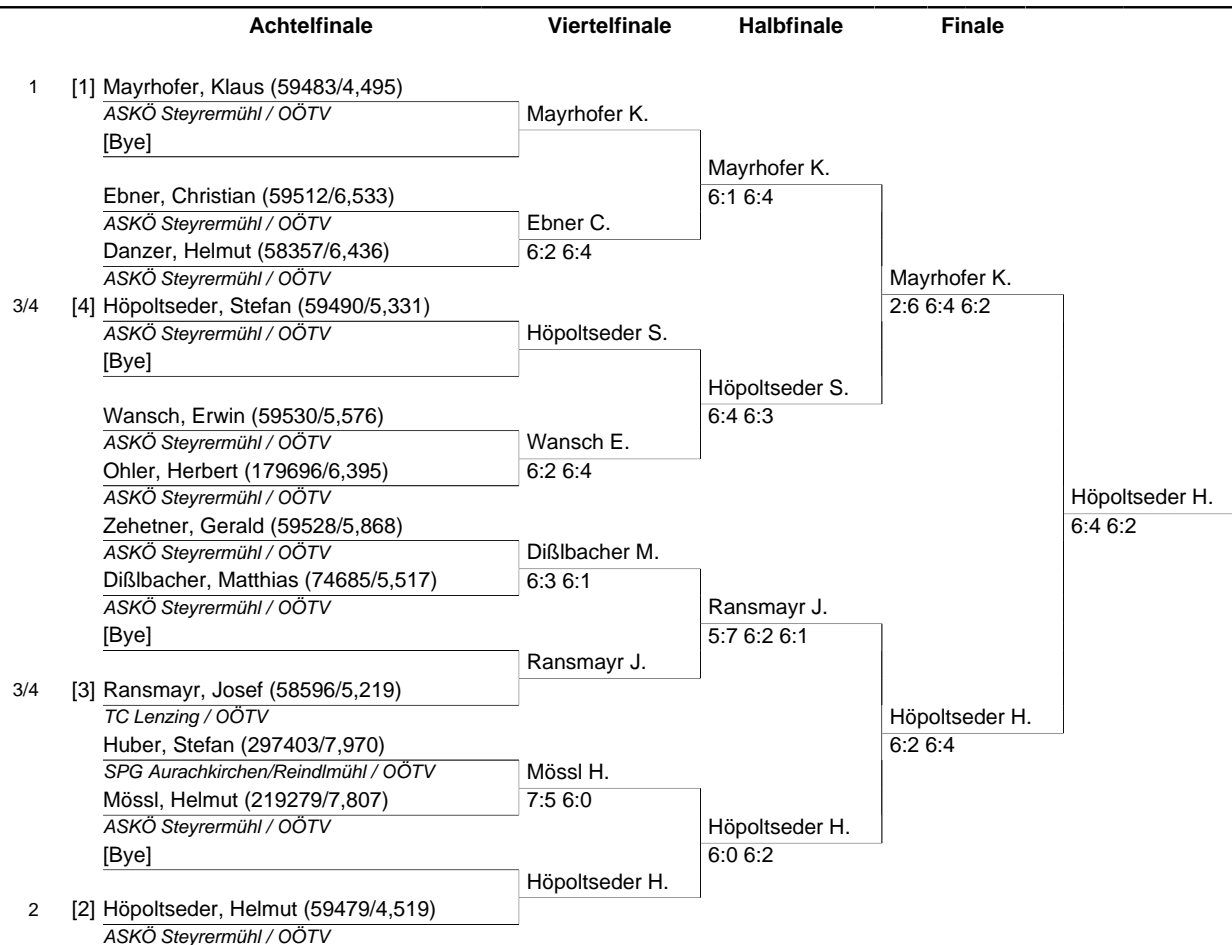 Achtelfinale Viertelfinale Halbfinale Finale
1 [1] Mayrhofer, Klaus (59483/4,495)
ASKÖ Steyrermühl / OÖTV Mayrhofer K.
[Bye]
Mayrhofer K.
Ebner, Christian (59512/6,533) 6:1 6:4
ASKÖ Steyrermühl / OÖTV Ebner C.
Danzer, Helmut (58357/6,436) 6:2 6:4
ASKÖ Steyrermühl / OÖTV Mayrhofer K.
3/4 [4] Höpoltseder, Stefan (59490/5,331) 2:6 6:4 6:2
ASKÖ Steyrermühl / OÖTV Höpoltseder S.
[Bye]
Höpoltseder S.
Wansch, Erwin (59530/5,576) 6:4 6:3
ASKÖ Steyrermühl / OÖTV Wansch E.
Ohler, Herbert (179696/6,395) 6:2 6:4
ASKÖ Steyrermühl / OÖTV Höpoltseder H.
Zehetner, Gerald (59528/5,868) 6:4 6:2
ASKÖ Steyrermühl / OÖTV Dißlbacher M.
Dißlbacher, Matthias (74685/5,517) 6:3 6:1
ASKÖ Steyrermühl / OÖTV Ransmayr J.
[Bye] 5:7 6:2 6:1
Ransmayr J.
3/4 [3] Ransmayr, Josef (58596/5,219)
TC Lenzing / OÖTV Höpoltseder H.
Huber, Stefan (297403/7,970) 6:2 6:4
SPG Aurachkirchen/Reindlmühl / OÖTV Mössl H.
Mössl, Helmut (219279/7,807) 7:5 6:0
ASKÖ Steyrermühl / OÖTV Höpoltseder H.
[Bye] 6:0 6:2
Höpoltseder H.
2 [2] Höpoltseder, Helmut (59479/4,519)
ASKÖ Steyrermühl / OÖTV